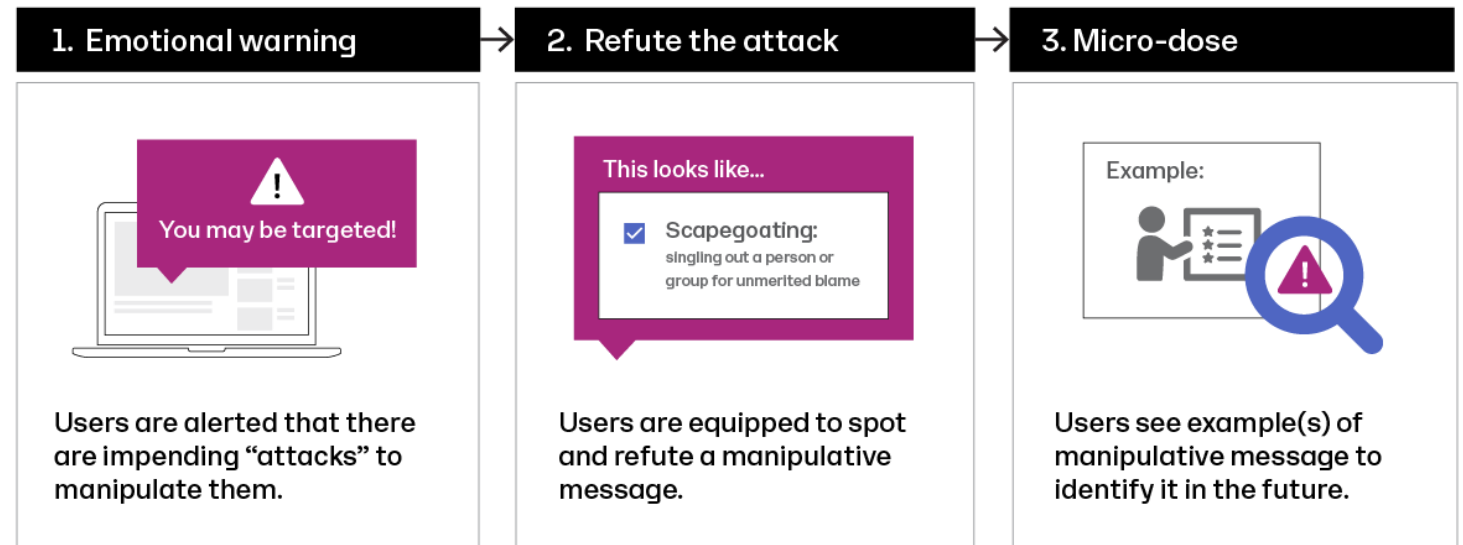 1. Emotional warning
2. Refute the attack
3. Micro-dose
You may be targeted!
This looks like...
Scapegoating:
singling out a person or
group for unmerited blame
Example:
Users are alerted that there
are impending “attacks” to
manipulate them.
Users are equipped to spot
and refute a manipulative
message.
Users see example(s) of
manipulative message to
identify it in the future.